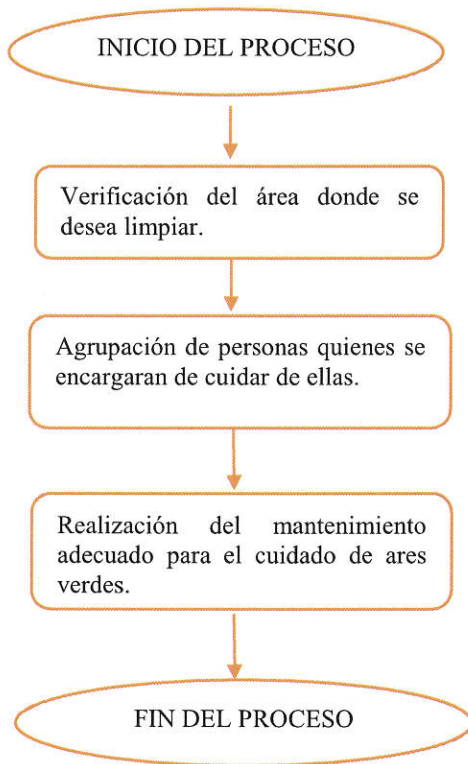 INICIO DEL PROCESO
Verificación del área donde se
desea limpiar.
Agrupación de personas quienes se
encargaran de cuidar de ellas.
Realización del mantenimiento
adecuado para el cuidado de ares
verdes.
FIN DEL PROCESO